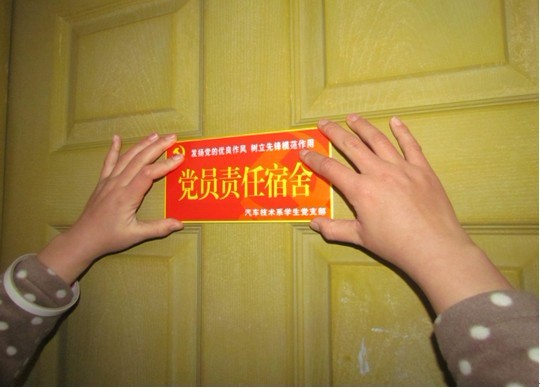 发扬党的优良作风 树立先锋模范作用
党员责任宿舍
汽车技术系学生党支部